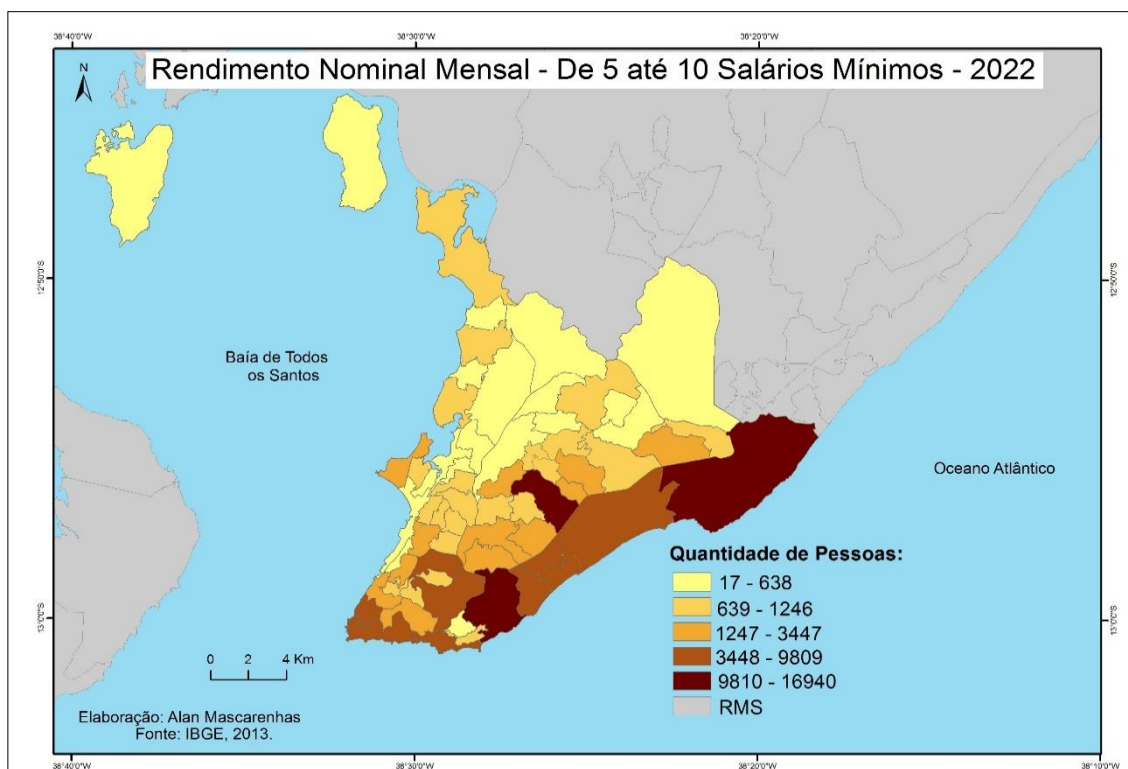 38°40'0"W 38°30'0"W 38°20'0"W 38°10'0"W
N
Rendimento Nominal Mensal - De 5 até 10 Salários Mínimos - 2022
12°50'0"S 12°50'0"S
Baía de Todos
os Santos
Oceano Atlântico
Quantidade de Pessoas:
17 - 638
639 - 1246
1247 - 3447
3448 - 9809
9810 - 16940
RMS
13°0'0"S 13°0'0"S
0 2 4 Km
Elaboração: Alan Mascarenhas
Fonte: IBGE, 2013.
38°40'0"W 38°30'0"W 38°20'0"W 38°10'0"W